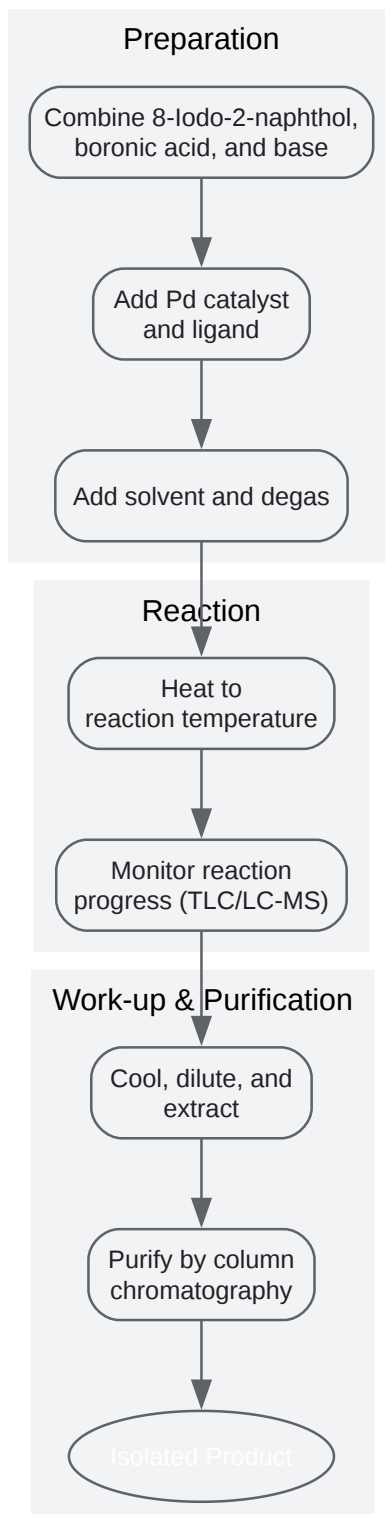 Preparation
Combine 8-Iodo-2-naphthol,
boronic acid, and base
Add Pd catalyst
and ligand
Add solvent and degas
Reaction
Heat to
reaction temperature
Monitor reaction
progress (TLC/LC-MS)
Work-up & Purification
Cool, dilute, and
extract
Purify by column
chromatography
Isolated Product